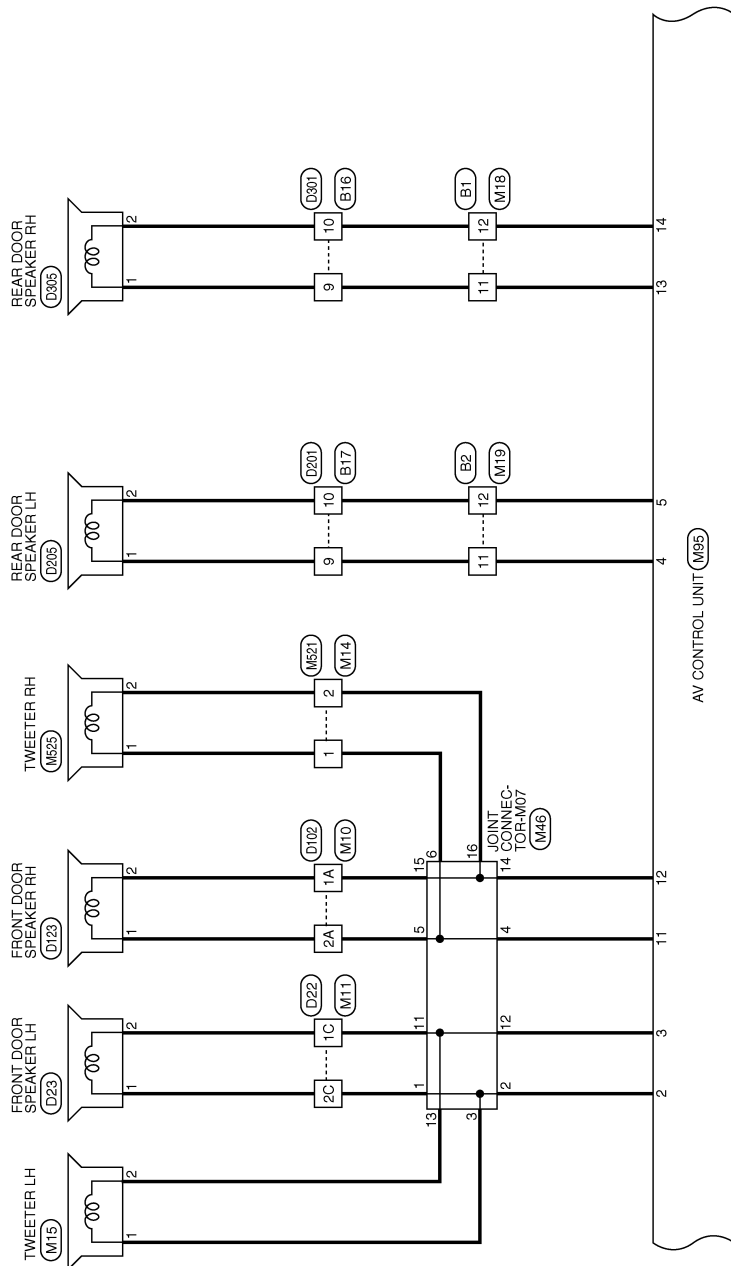 REAR DOOR
SPEAKER RH
D305
1
2
D301
B16
9
10
B1
M18
11
12
13
14
REAR DOOR
SPEAKER LH
D205
1
2
D201
B17
9
10
B2
M19
11
12
4
5
TWEETER RH
M525
1
2
M521
M14
1
2
FRONT DOOR
SPEAKER RH
D123
1
2
D102
M10
2A
1A
5
15
6
16
4
14
JOINT
CONNEC-
TOR-M07
M46
11
12
FRONT DOOR
SPEAKER LH
D23
1
2
D22
M11
2C
1C
1
11
13
3
2
12
2
3
TWEETER LH
M15
1
2
AV CONTROL UNIT
M95